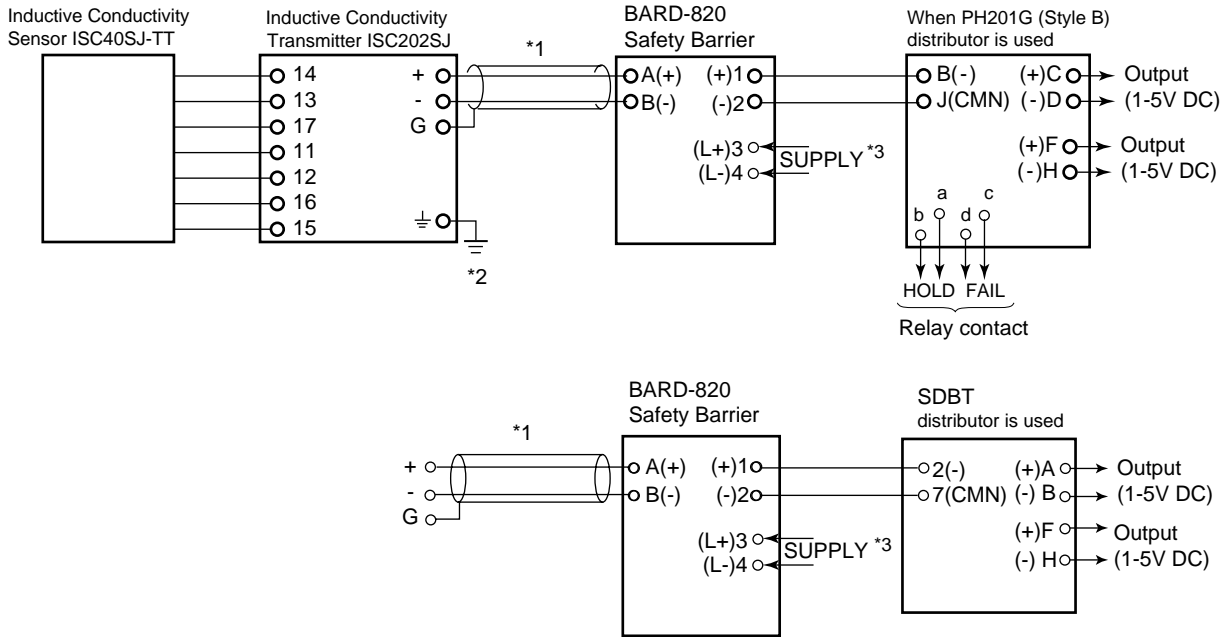 Inductive Conductivity
Sensor ISC40SJ-TT
Inductive Conductivity
Transmitter ISC202SJ
BARD-820
Safety Barrier
When PH201G (Style B)
distributor is used
*1
14
13
17
11
12
16
15
+
-
G
*2
A(+)
B(-)
(+)1
(-)2
(L+)3
(L-)4
SUPPLY *3
B(-)
J(CMN)
(+)C
(-)D
(+)F
(-)H
Output
(1-5V DC)
Output
(1-5V DC)
b
a
d
c
HOLD
FAIL
Relay contact
BARD-820
Safety Barrier
SDBT
distributor is used
*1
+
-
G
A(+)
B(-)
(+)1
(-)2
(L+)3
(L-)4
SUPPLY *3
2(-)
7(CMN)
(+)A
(-) B
(+)F
(-) H
Output
(1-5V DC)
Output
(1-5V DC)